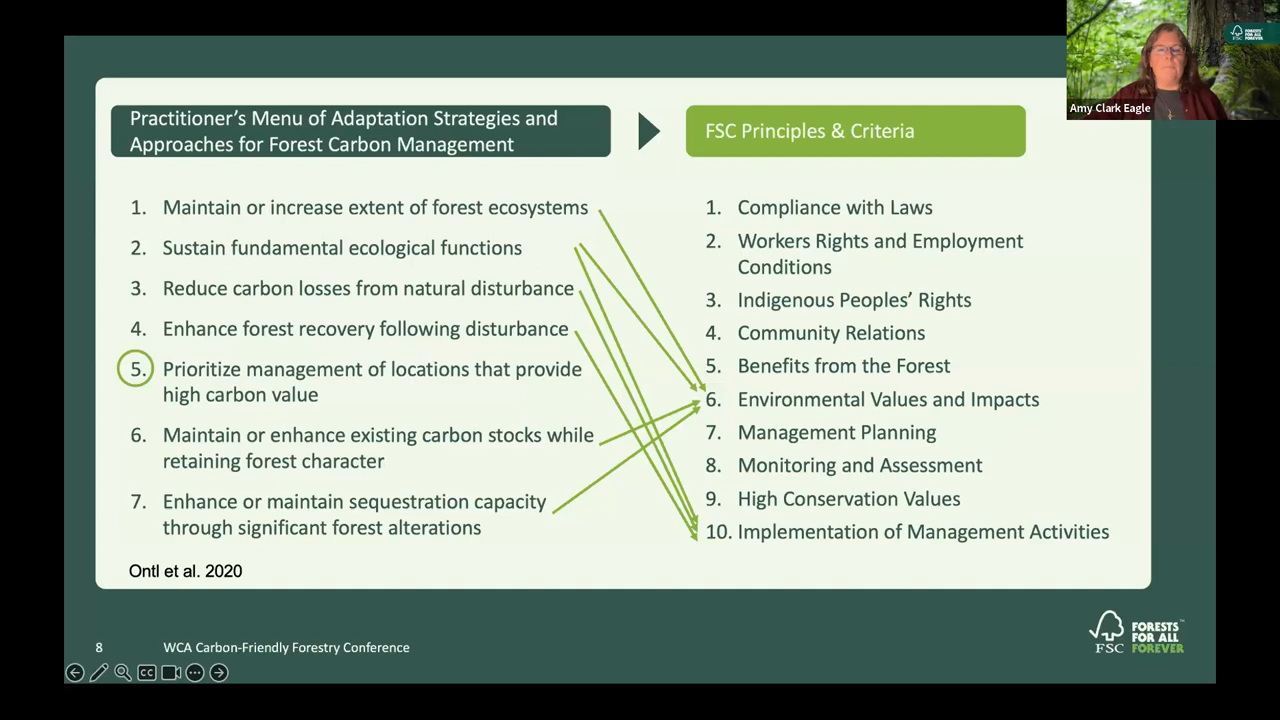 FORESTS
FOR ALL
FOREVER
FSC
Amy Clark Eagle
Practitioner's Menu of Adaptation Strategies and
Approaches for Forest Carbon Management
FSC Principles & Criteria
1. Maintain or increase extent of forest ecosystems
2. Sustain fundamental ecological functions
3. Reduce carbon losses from natural disturbance
4. Enhance forest recovery following disturbance
5. Prioritize management of locations that provide
high carbon value
6. Maintain or enhance existing carbon stocks while
retaining forest character
7. Enhance or maintain sequestration capacity
through significant forest alterations
Ontl et al. 2020
1. Compliance with Laws
2. Workers Rights and Employment
Conditions
3. Indigenous Peoples' Rights
4. Community Relations
5. Benefits from the Forest
6. Environmental Values and Impacts
7. Management Planning
8. Monitoring and Assessment
9. High Conservation Values
10. Implementation of Management Activities
8 WCA Carbon-Friendly Forestry Conference
CC
FSC
FORESTS
FOR ALL
FOREVER